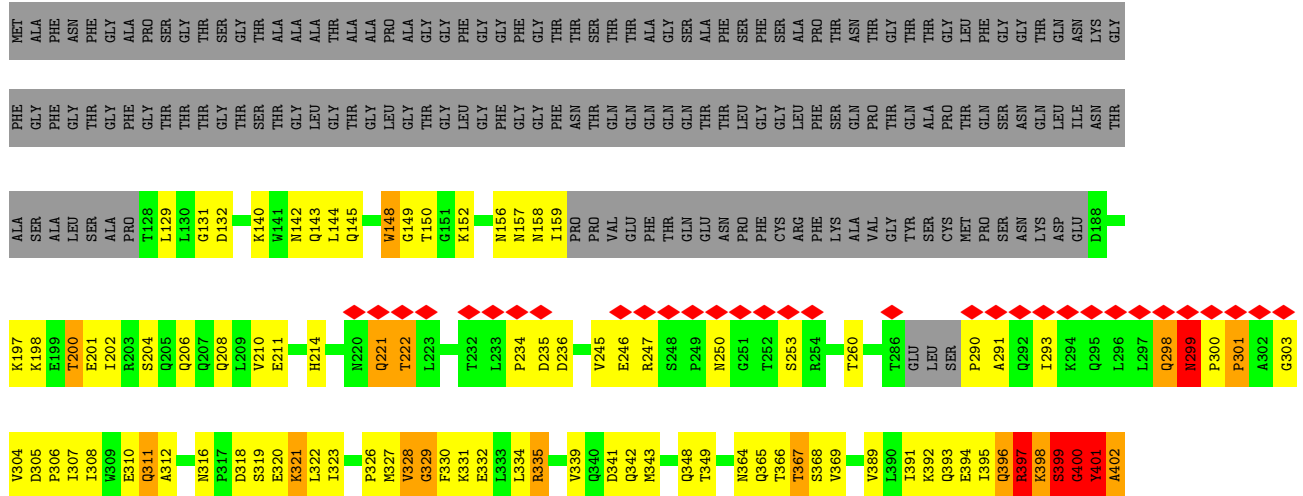 MET ALA PHE ASN PHE GLY ALA PRO SER GLY THR SER GLY THR ALA ALA ALA THR ALA ALA PRO ALA GLY GLY PHE GLY GLY PHE GLY THR THR SER THR THR ALA GLY SER ALA PHE SER PHE SER ALA PRO THR ASN THR GLY THR THR GLY LEU PHE GLY GLY THR GLN ASN LYS GLY
PHE GLY PHE GLY THR GLY PHE GLY THR THR THR GLY THR SER THR GLY LEU GLY THR GLY LEU GLY THR GLY LEU GLY PHE GLY GLY PHE ASN THR GLN GLN GLN GLN GLN THR THR LEU GLY GLY LEU PHE SER GLN PRO THR GLN ALA PRO THR GLN SER ASN GLN LEU ILE ASN THR
ALA SER ALA LEU SER ALA PRO T128 L129 L130 G131 D132 K140 W141 N142 Q143 L144 Q145 W148 G149 T150 G151 K152 N156 N157 N158 I159 PRO PRO VAL GLU PHE THR GLN GLU ASN PRO PHE CYS ARG PHE LYS ALA VAL GLY TYR SER CYS MET PRO SER ASN LYS ASP GLU D188
K197 K198 E199 T200 E201 I202 R203 S204 Q205 Q206 Q207 Q208 L209 V210 E211 H214 N220 Q221 T222 L223 T232 L233 P234 D235 D236 V245 E246 R247 S248 P249 N250 G251 T252 S253 R254 T260 T286 GLU LEU SER P290 A291 Q292 I293 K294 Q295 L296 L297 Q298 N299 P300 P301 A302 G303
V304 D305 P306 I307 I308 W309 E310 Q311 A312 N316 P317 D318 S319 E320 K321 L322 I323 P326 M327 V328 G329 F330 K331 E332 L333 L334 R335 V339 Q340 D341 Q342 M343 Q348 T349 N364 Q365 T366 T367 S368 V369 V389 L390 I391 K392 Q393 E394 I395 Q396 R397 K398 S399 G400 Y401 A402